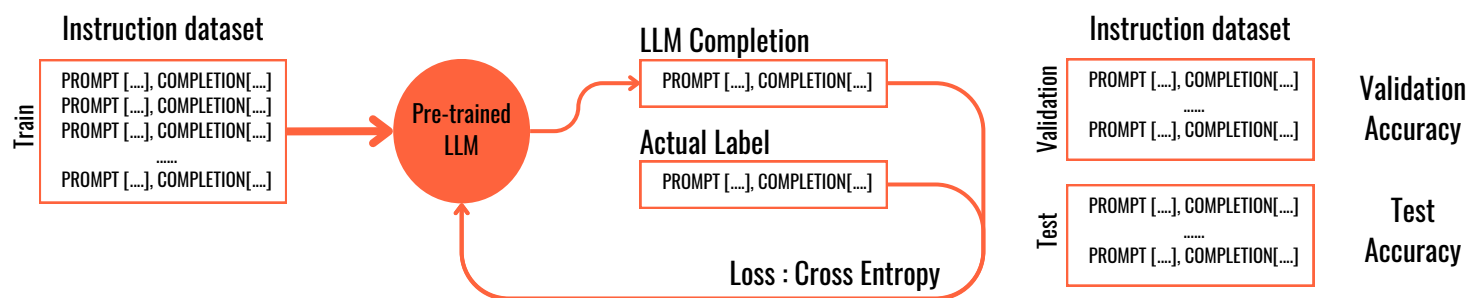 Instruction dataset
Train
PROMPT [....], COMPLETION[....]
PROMPT [....], COMPLETION[....]
PROMPT [....], COMPLETION[....]
......
PROMPT [....], COMPLETION[....]
Pre-trained
LLM
LLM Completion
PROMPT [....], COMPLETION[....]
Actual Label
PROMPT [....], COMPLETION[....]
Loss : Cross Entropy
Instruction dataset
Validation
PROMPT [....], COMPLETION[....]
......
PROMPT [....], COMPLETION[....]
Validation
Accuracy
Test
PROMPT [....], COMPLETION[....]
......
PROMPT [....], COMPLETION[....]
Test
Accuracy